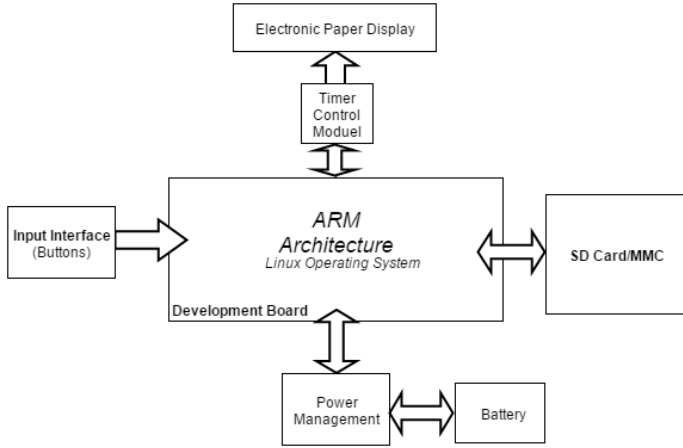 Electronic Paper Display
Timer
Control
Moduel
ARM
Architecture
Linux Operating System
Input Interface
(Buttons)
SD Card/MMC
Development Board
Power
Management
Battery